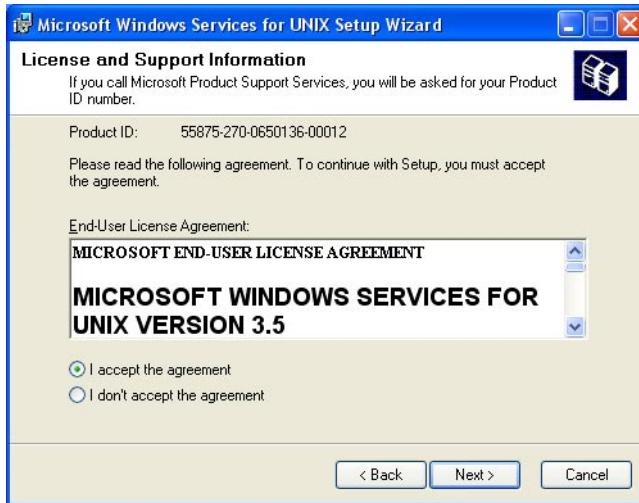 Microsoft Windows Services for UNIX Setup Wizard
License and Support Information
If you call Microsoft Product Support Services, you will be asked for your Product
ID number.
Product ID: 55875-270-0650136-00012
Please read the following agreement. To continue with Setup, you must accept
the agreement.
End-User License Agreement:
MICROSOFT END-USER LICENSE AGREEMENT
MICROSOFT WINDOWS SERVICES FOR
UNIX VERSION 3.5
I accept the agreement
I don't accept the agreement
< Back
Next >
Cancel